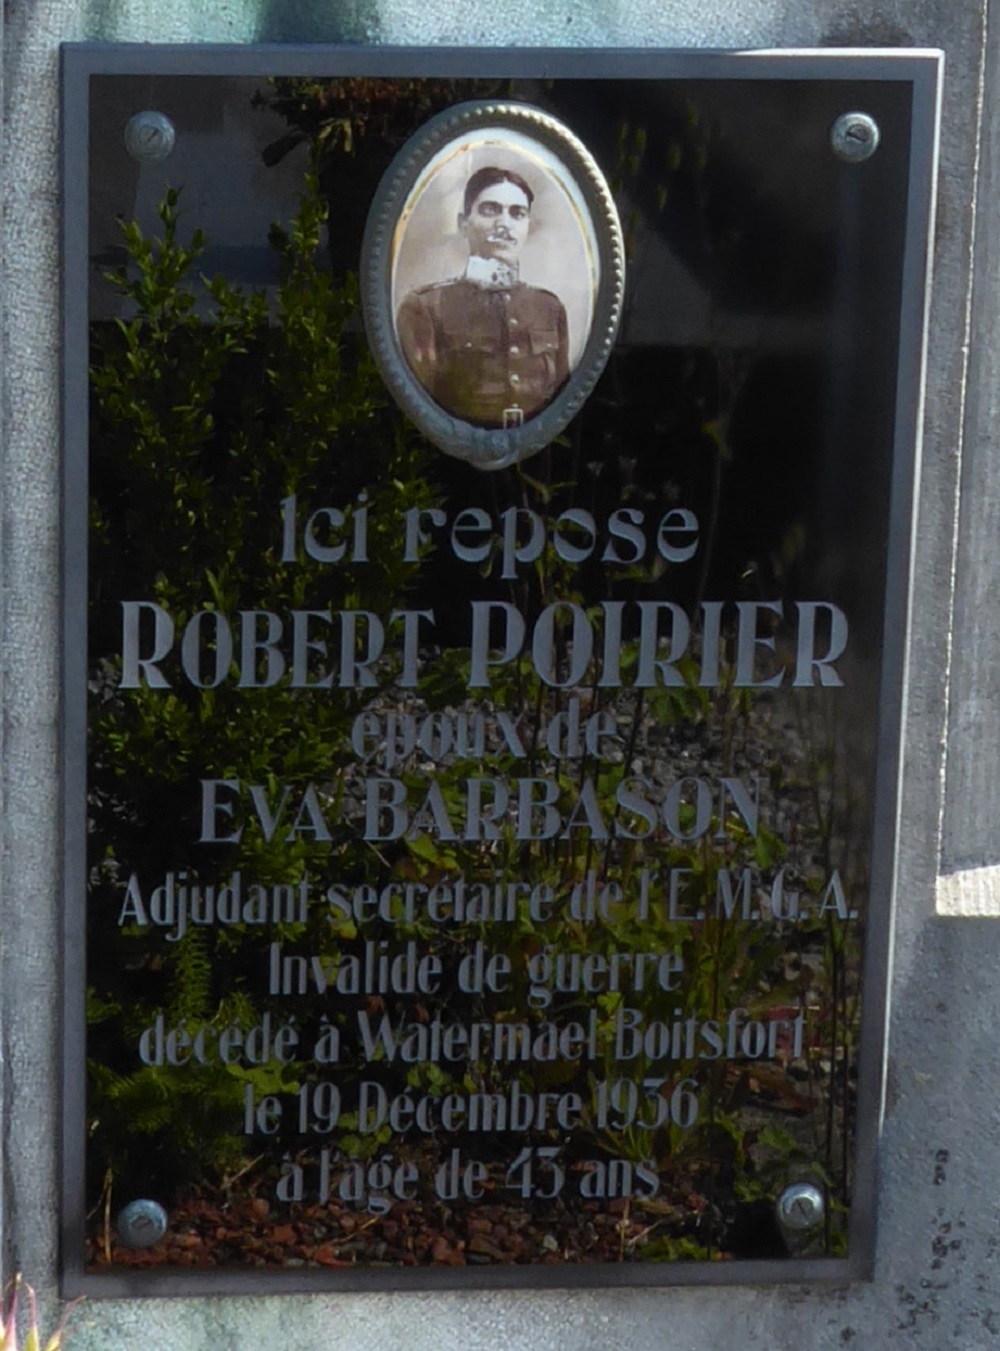 Ici repose
ROBERT POIRIER
époux de
EVA BARBASON
Adjudant secrétaire de l'E.M.G.A.
Invalide de guerre
décédé à Watermael Boitsfort
le 19 Décembre 1936
à l'âge de 43 ans